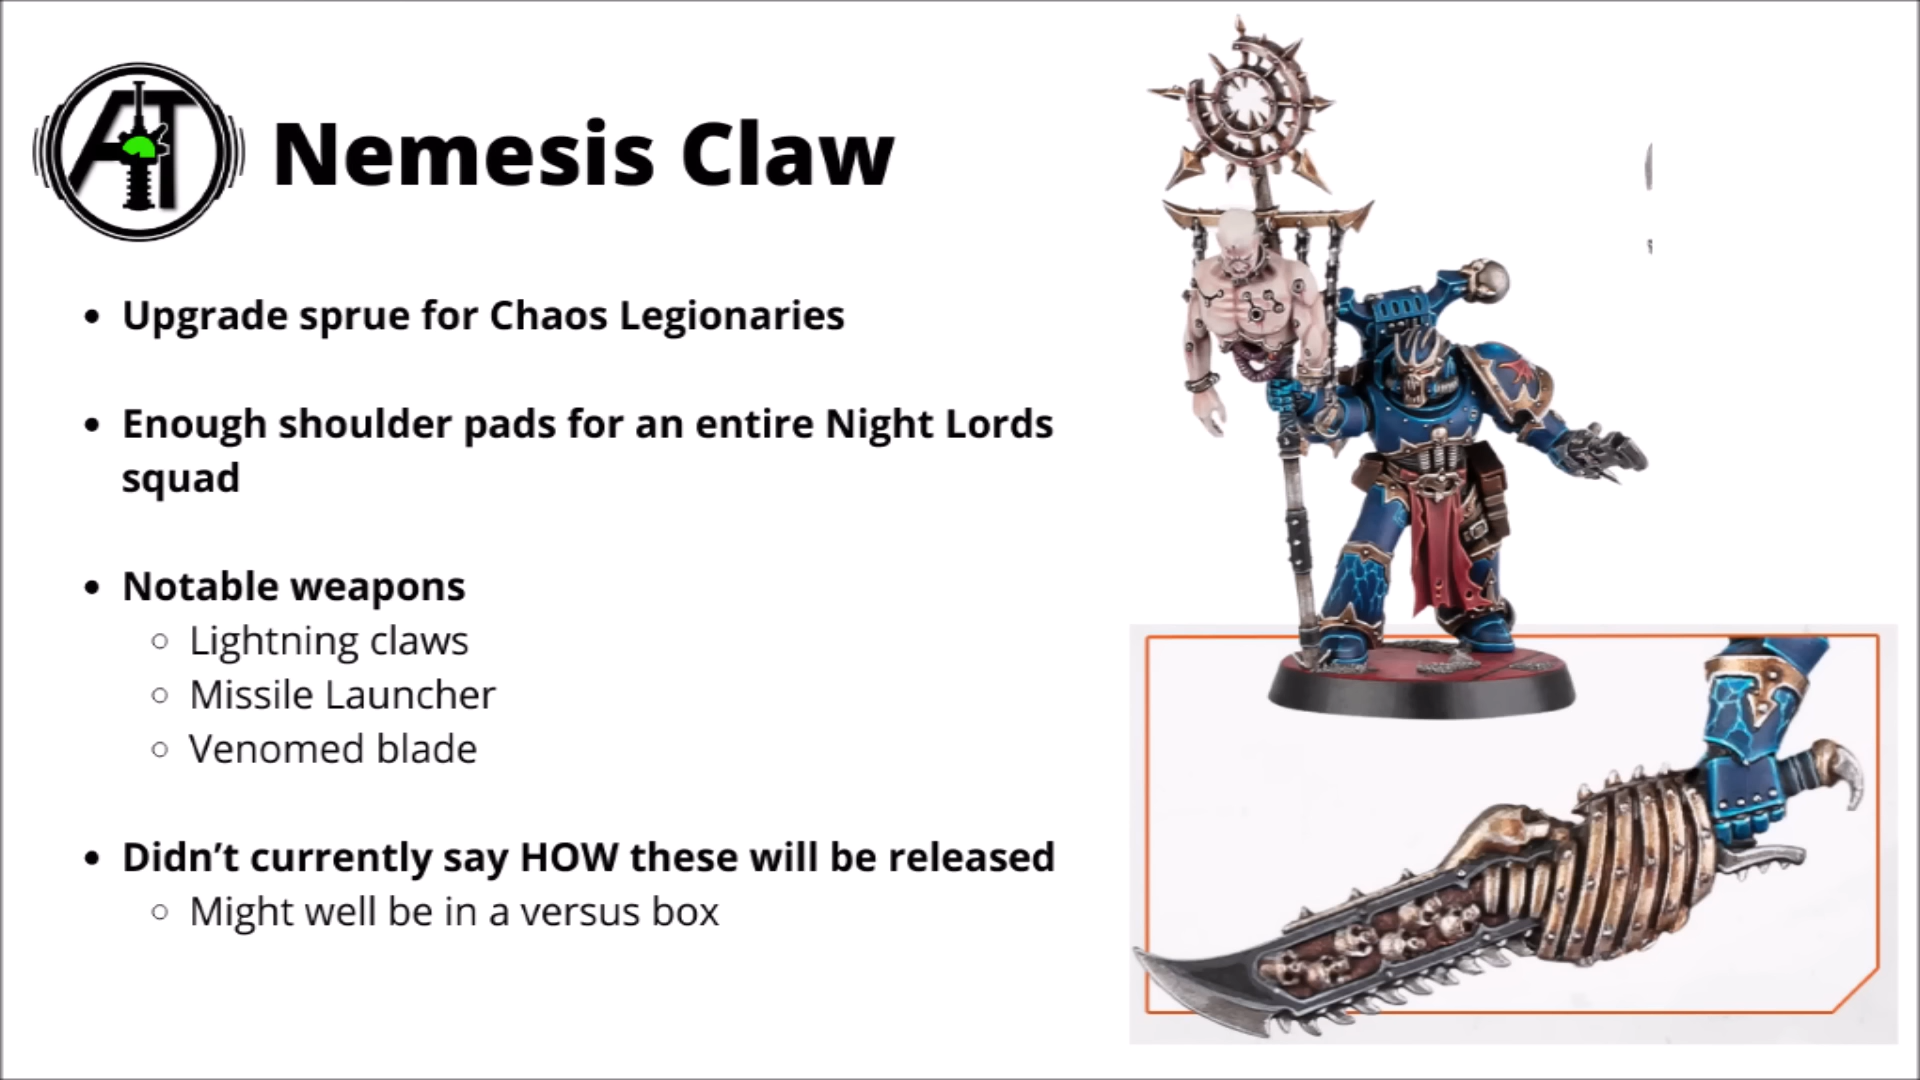 AT
Nemesis Claw
• Upgrade sprue for Chaos Legionaries
• Enough shoulder pads for an entire Night Lords
squad
• Notable weapons
○ Lightning claws
○ Missile Launcher
○ Venomed blade
• Didn’t currently say HOW these will be released
○ Might well be in a versus box